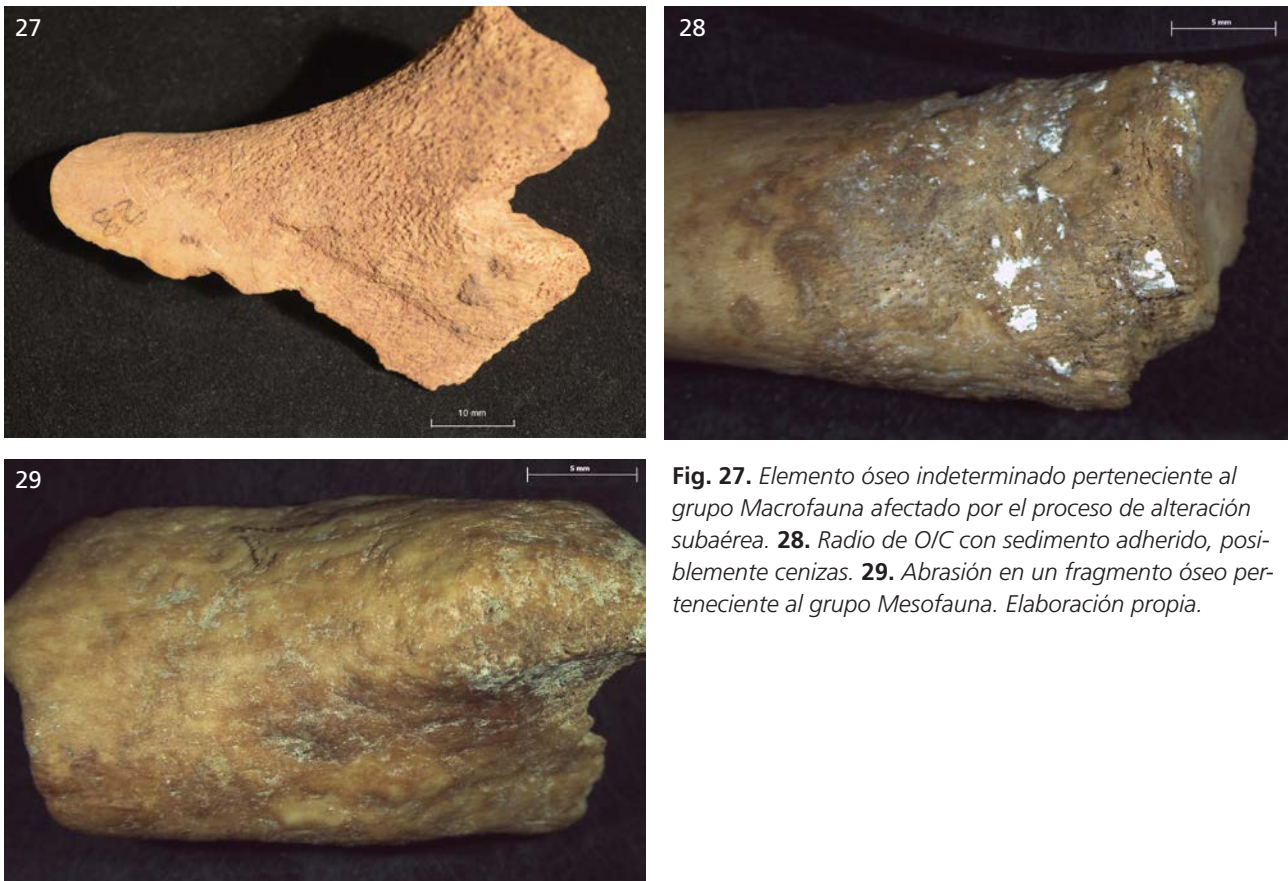 27
82
10 mm
28
5 mm
29
5 mm
Fig. 27. Elemento óseo indeterminado perteneciente al
grupo Macrofauna afectado por el proceso de alteración
subaérea. 28. Radio de O/C con sedimento adherido, posi-
blemente cenizas. 29. Abrasión en un fragmento óseo per-
teneciente al grupo Mesofauna. Elaboración propia.